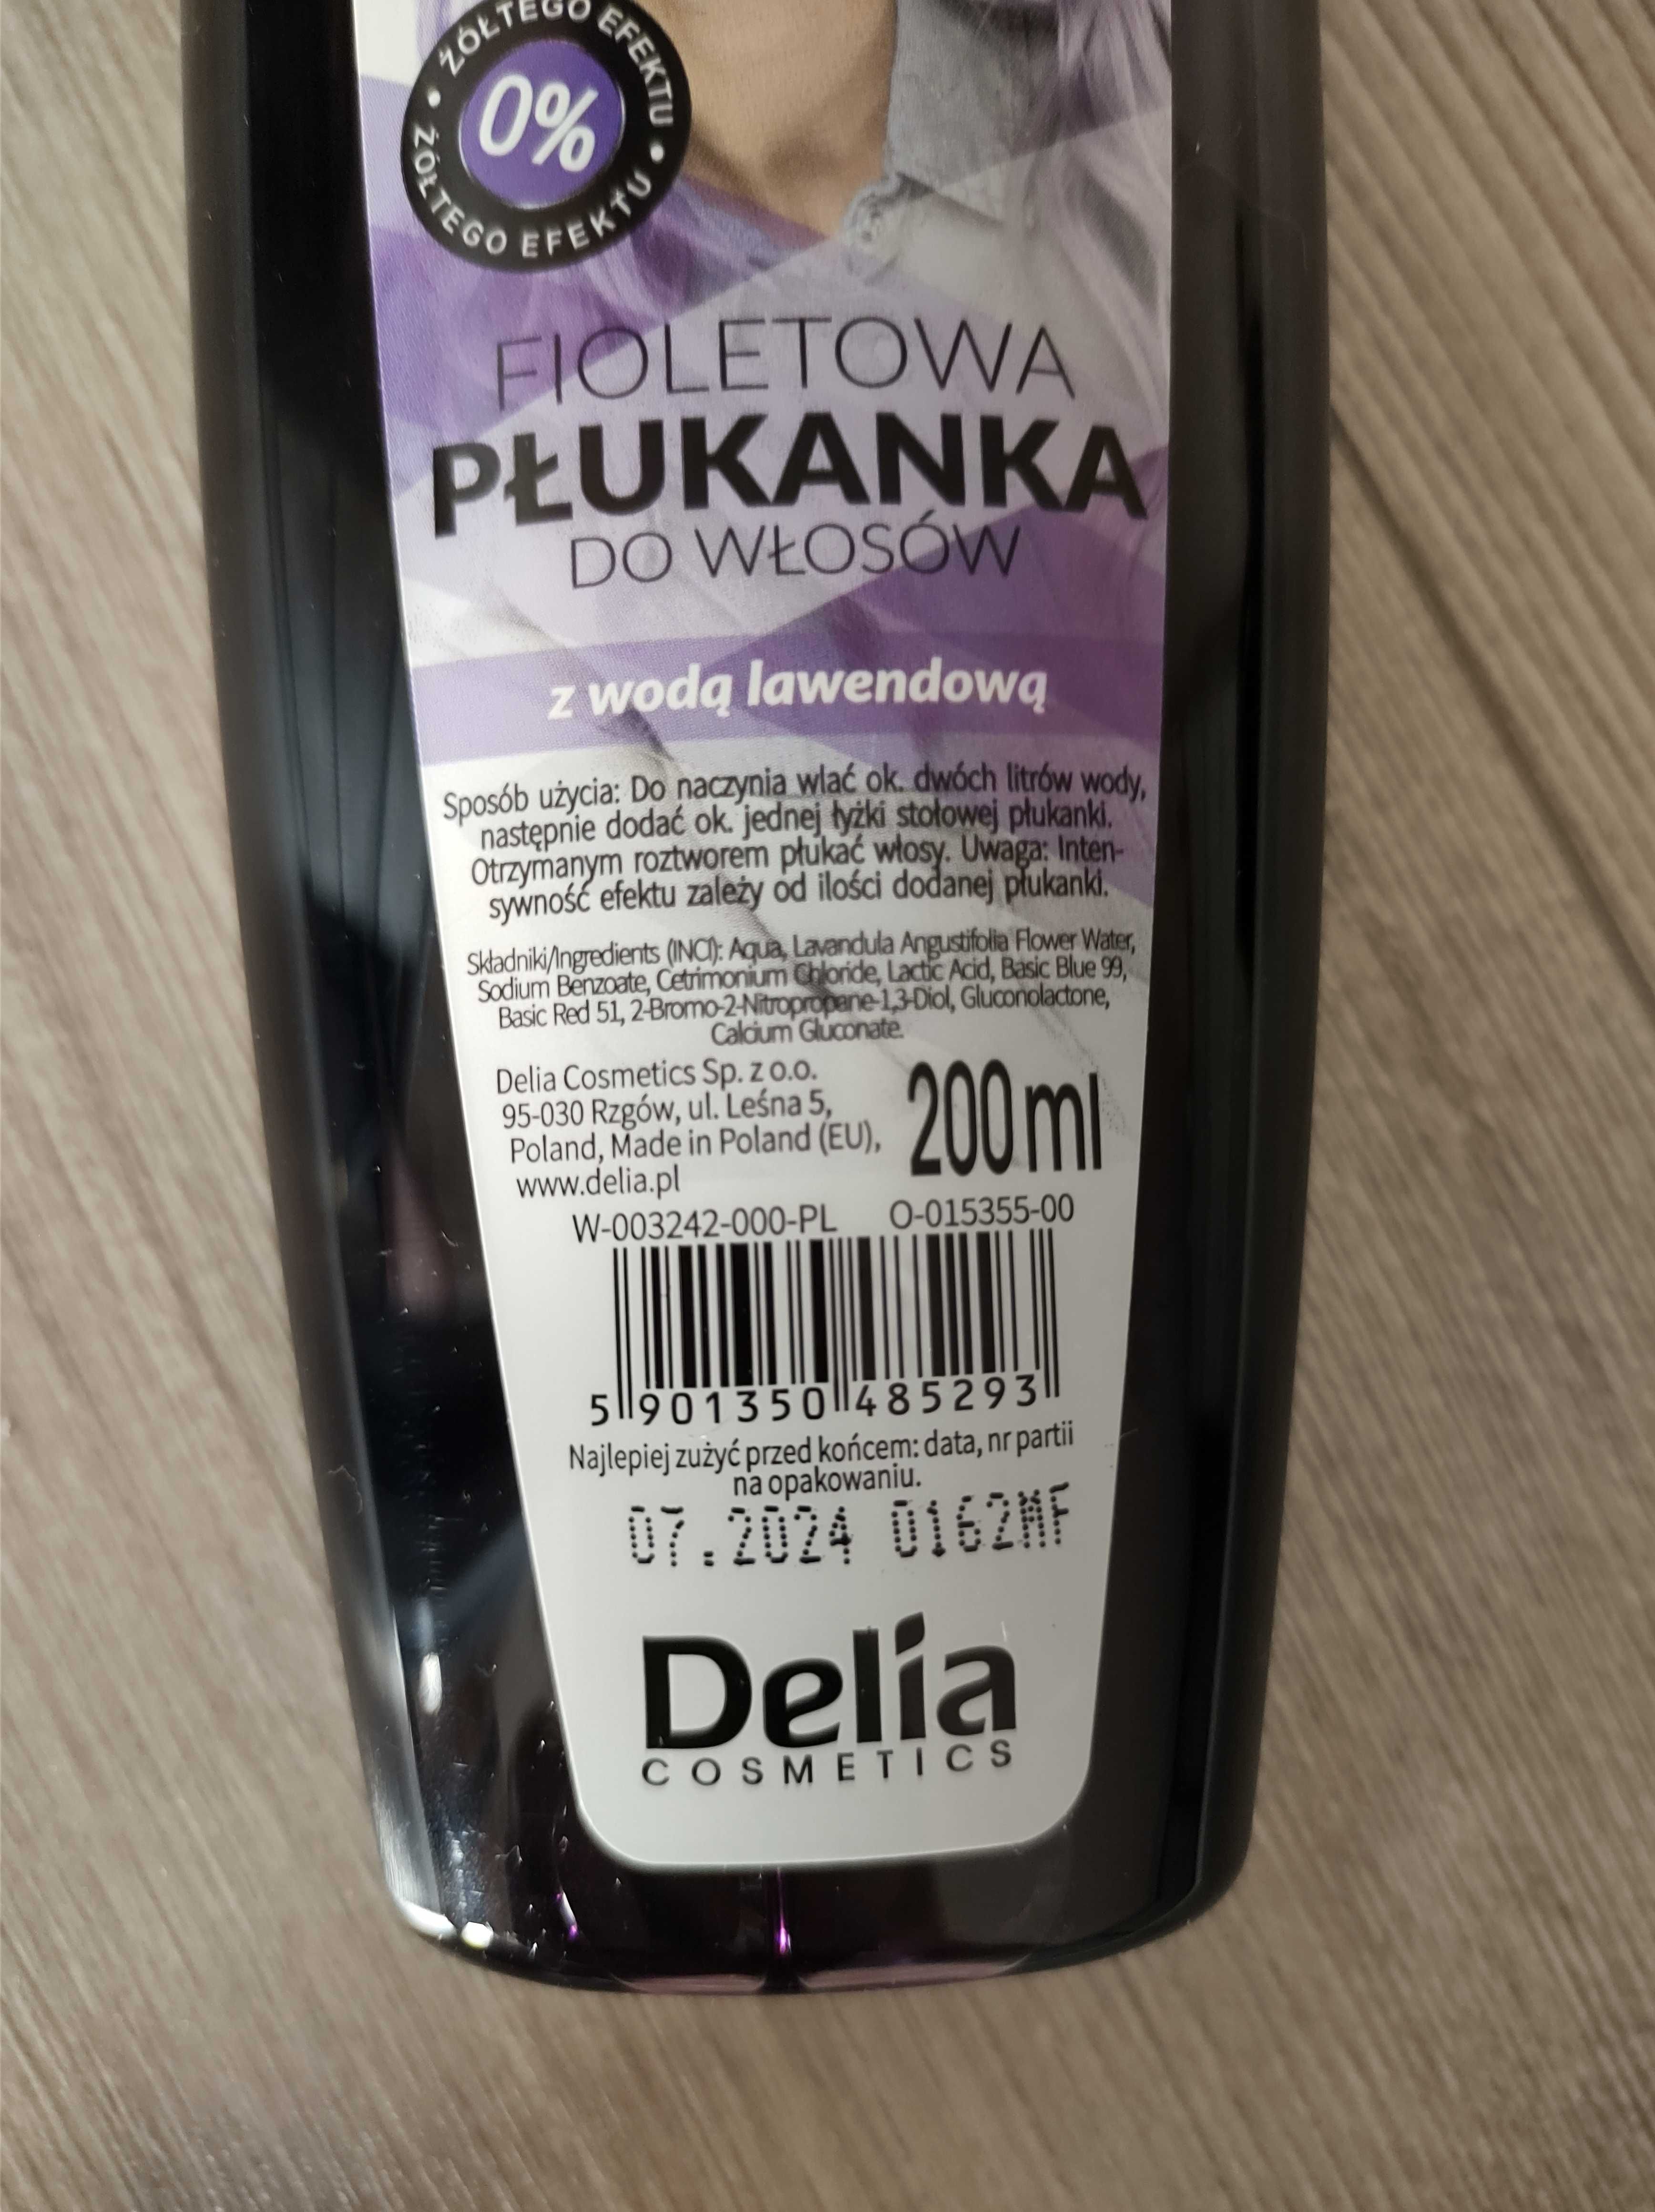 ŻÓŁTEGO EFEKTU • ŻÓŁTEGO EFEKTU •
0%
FIOLETOWA
PŁUKANKA
DO WŁOSÓW
z wodą lawendową
Sposób użycia: Do naczynia wlać ok. dwóch litrów wody,
następnie dodać ok. jednej łyżki stołowej płukanki.
Otrzymanym roztworem płukać włosy. Uwaga: Inten-
sywność efektu zależy od ilości dodanej płukanki.
Składniki/Ingredients (INCI): Aqua, Lavandula Angustifolia Flower Water,
Sodium Benzoate, Cetrimonium Chloride, Lactic Acid, Basic Blue 99,
Basic Red 51, 2-Bromo-2-Nitropropane-1,3-Diol, Gluconolactone,
Calcium Gluconate.
Delia Cosmetics Sp. z o.o.
95-030 Rzgów, ul. Leśna 5,
Poland, Made in Poland (EU),
www.delia.pl
200ml
W-003242-000-PL O-015355-00
5 901350 485293
Najlepiej zużyć przed końcem: data, nr partii
na opakowaniu.
07.2024 0162MF
Delia
COSMETICS